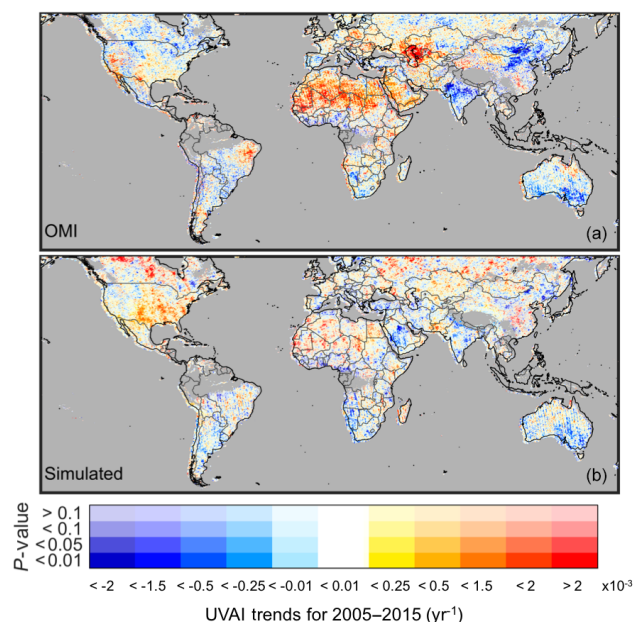 OMI
(a)
Simulated
(b)
P-value
> 0.1
< 0.1
< 0.05
< 0.01
< -2 < -1.5 < -0.5 < -0.25 < -0.01 < 0.01 < 0.25 < 0.5 < 1.5 < 2 > 2 x10-3
UVAI trends for 2005–2015 (yr-1)